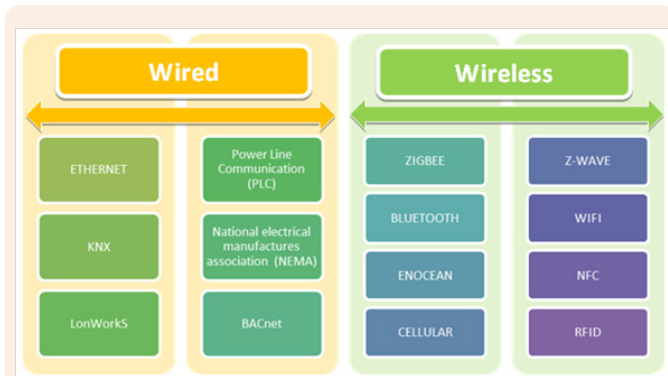 Wired
Wireless
ETHERNET
Power Line
Communication
(PLC)
KNX
National electrical
manufactures
association (NEMA)
LonWorkS
BACnet
ZIGBEE
Z-WAVE
BLUETOOTH
WIFI
ENOCEAN
NFC
CELLULAR
RFID